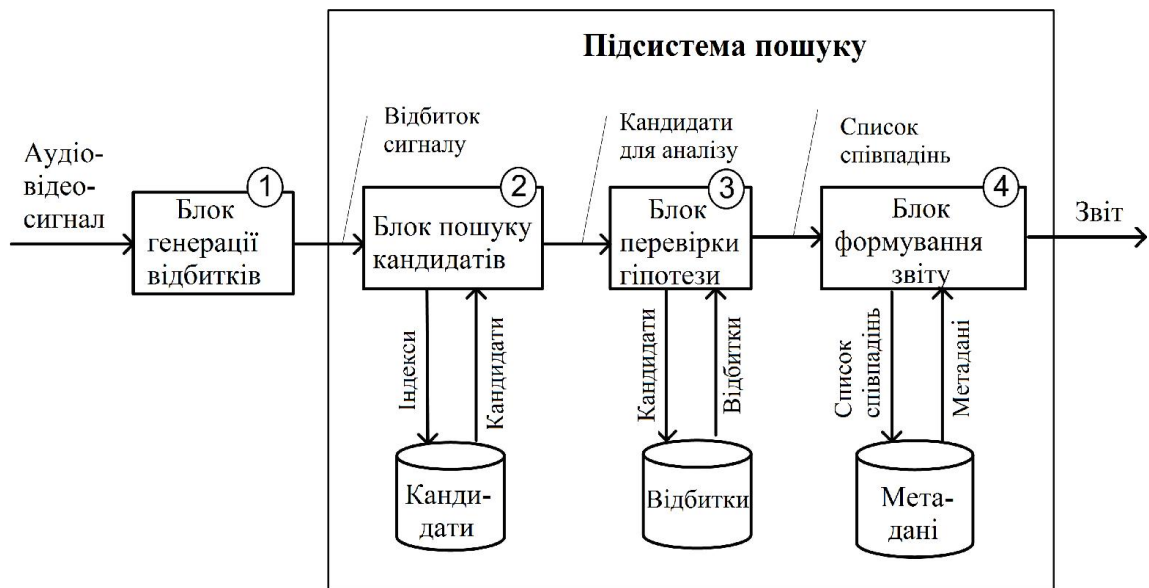 Підсистема пошуку
Аудіо-
відео-
сигнал
1
Блок
генерації
відбитків
Відбиток
сигналу
2
Блок пошуку
кандидатів
Кандидати
для аналізу
3
Блок
перевірки
гіпотези
Список
співпадінь
4
Блок
формування
звіту
Звіт
Індекси
Кандидати
Кандидати
Відбитки
Список
співпадінь
Метадані
Канди-
дати
Відбитки
Мета-
дані